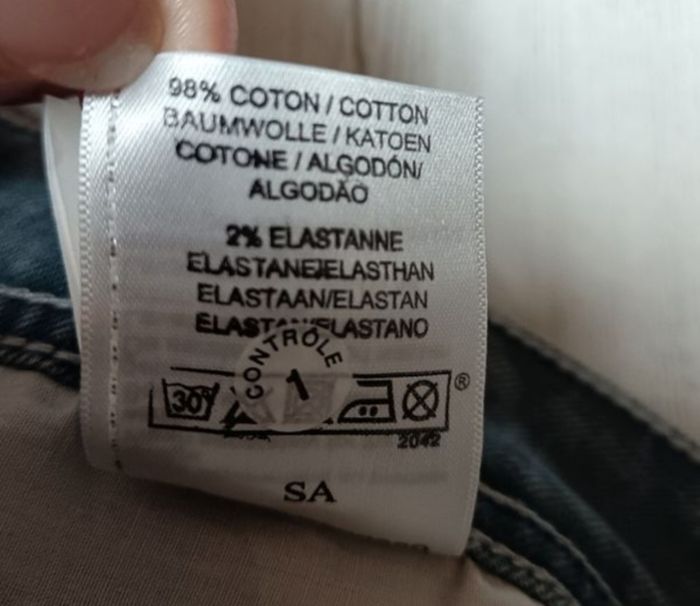 98% COTON / COTTON
BAUMWOLLE / KATOEN
COTONE / ALGODÓN/
ALGODÃO
2% ELASTANNE
ELASTANE/ELASTHAN
ELASTAAN/ELASTAN
ELASTANO
CONTRÔLE
1
30°
®
2042
SA